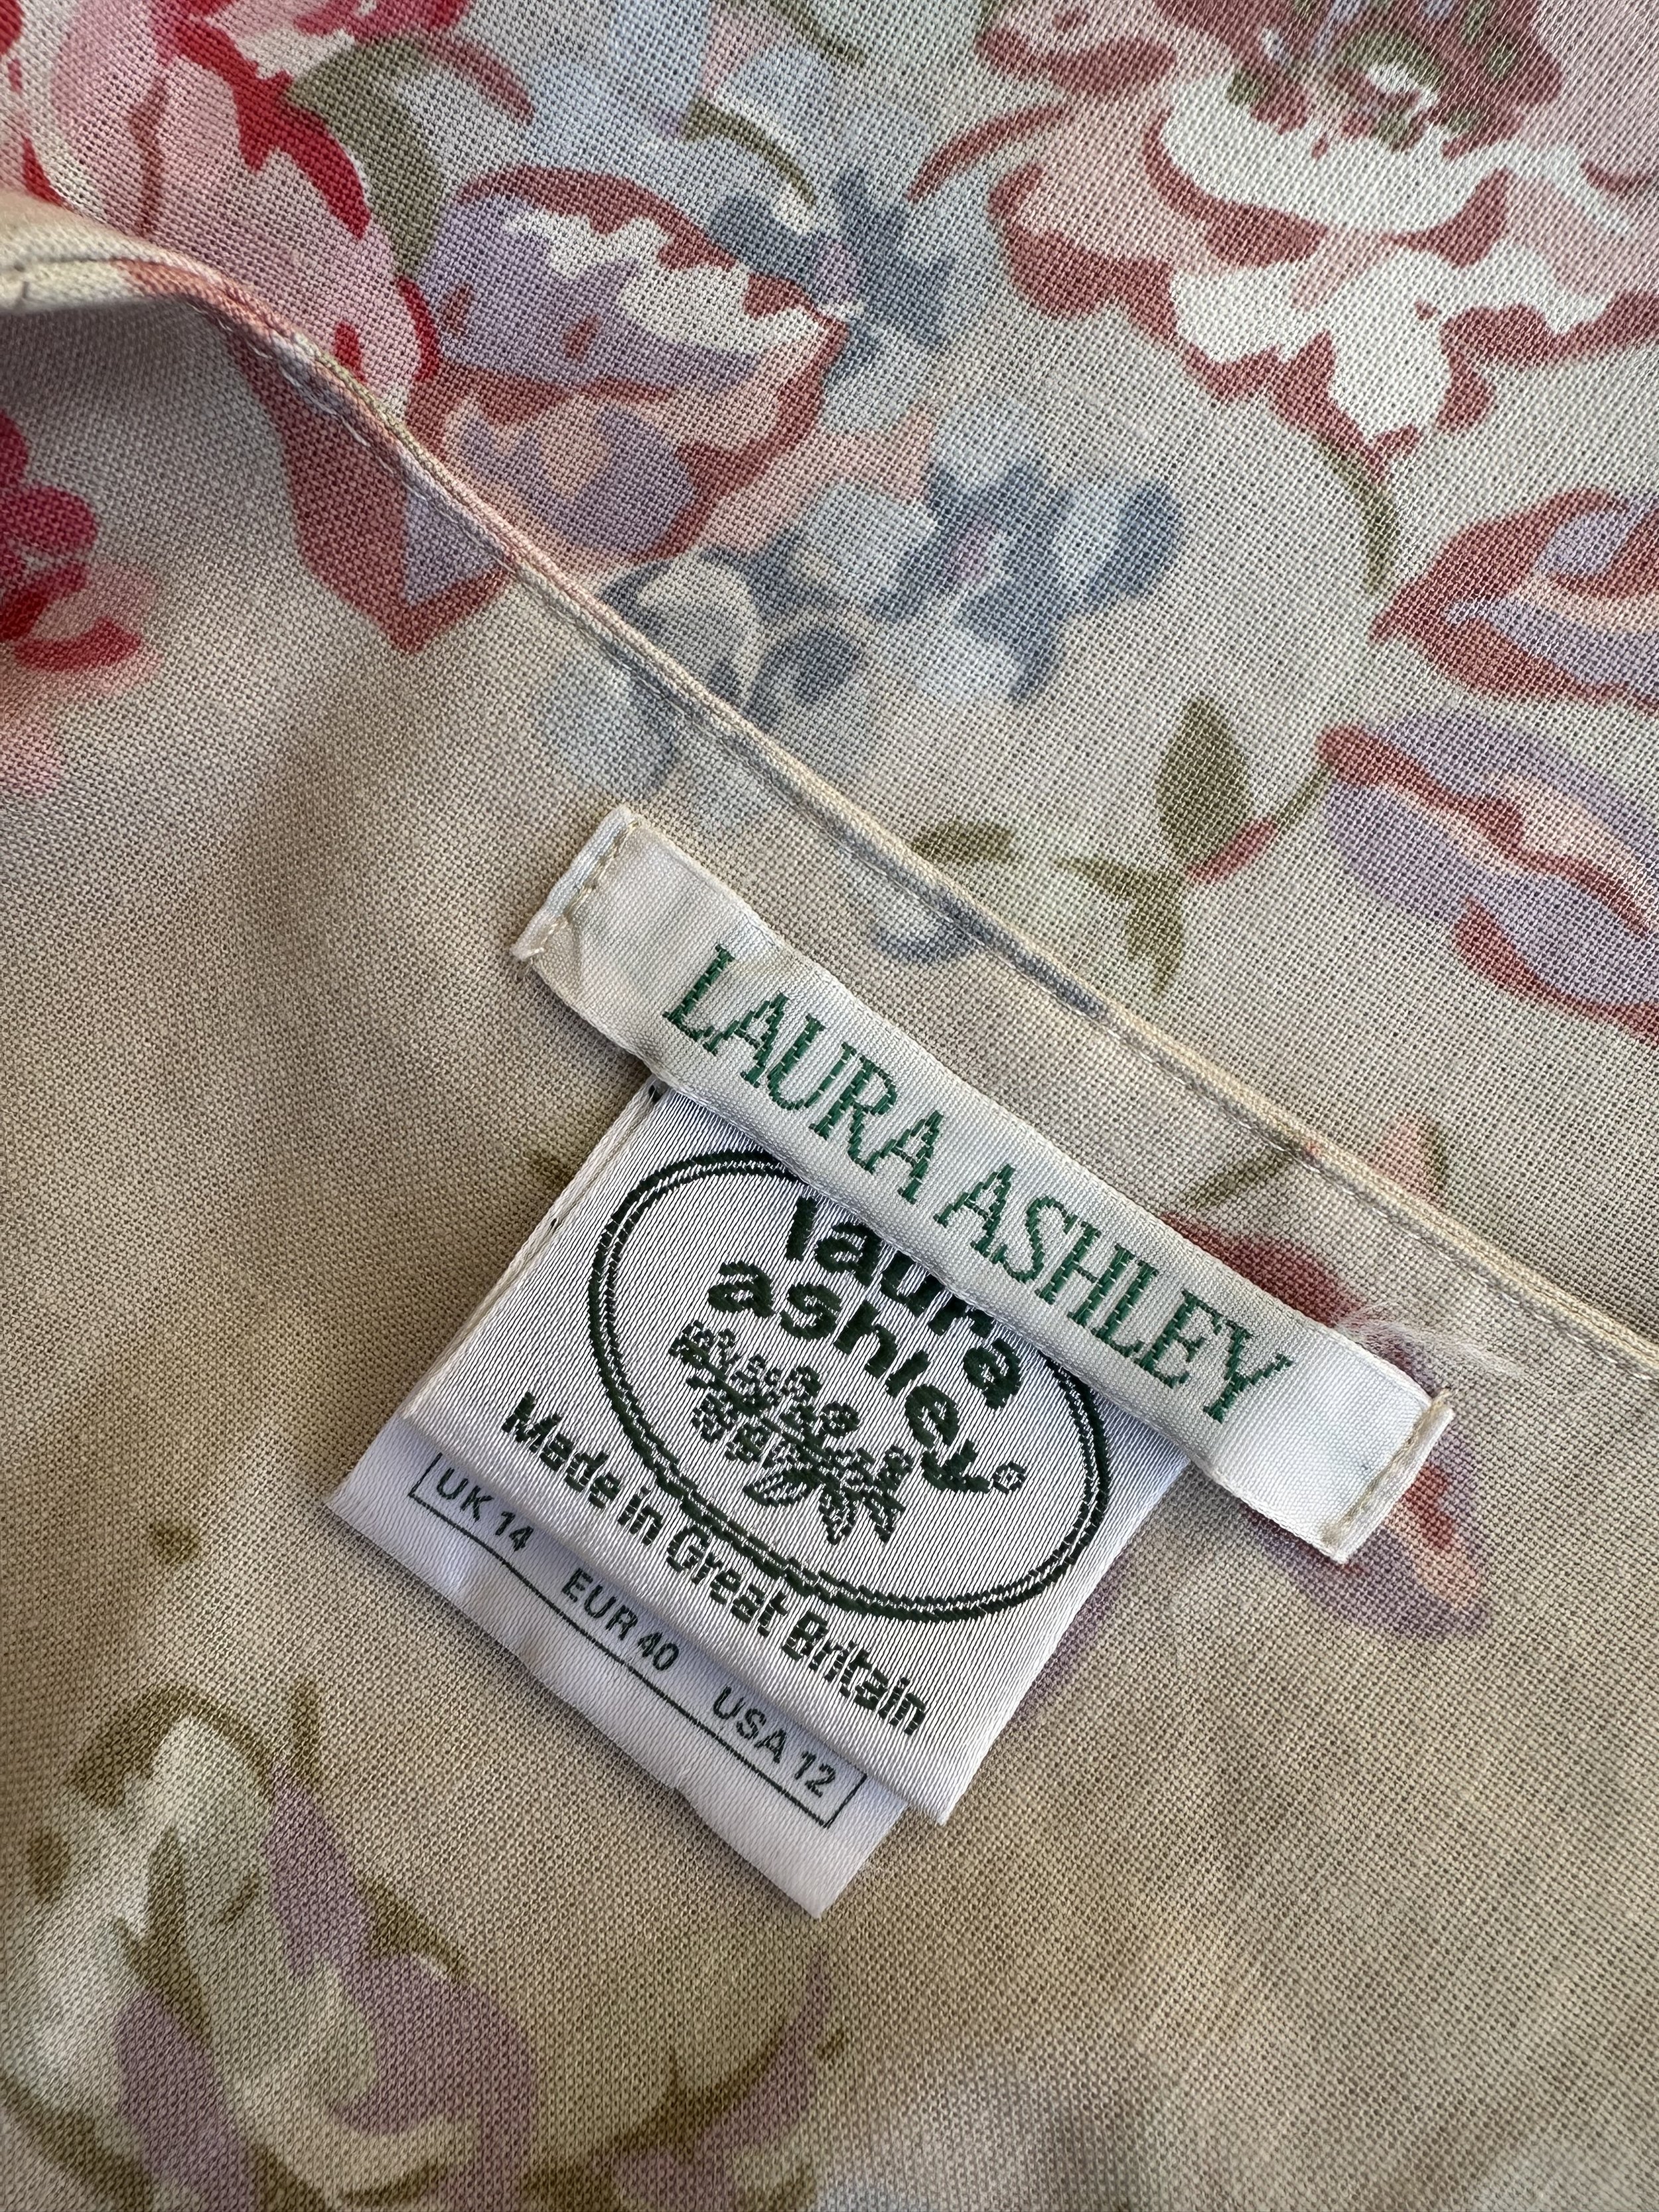 LAURA ASHLEY
laura
ashley
Made in Great Britain
UK 14 EUR 40 USA 12